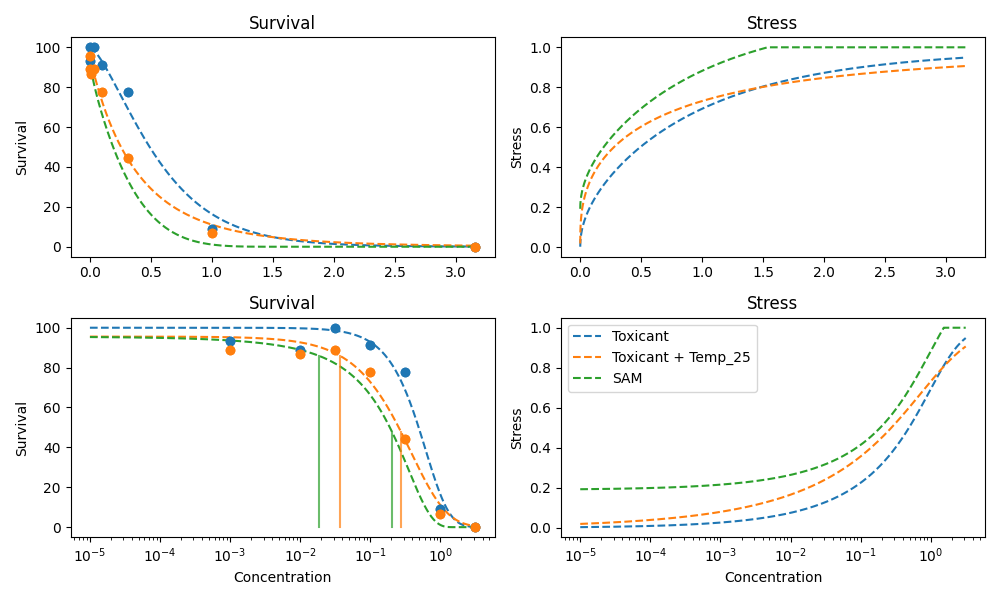 Survival
Survival
100
80
60
40
20
0
0.0 0.5 1.0 1.5 2.0 2.5 3.0
Stress
Stress
1.0
0.8
0.6
0.4
0.2
0.0
0.0 0.5 1.0 1.5 2.0 2.5 3.0
Survival
Survival
100
80
60
40
20
0
10⁻⁵ 10⁻⁴ 10⁻³ 10⁻² 10⁻¹ 10⁰
Concentration
Stress
Stress
1.0
0.8
0.6
0.4
0.2
0.0
Toxicant
Toxicant + Temp_25
SAM
10⁻⁵ 10⁻⁴ 10⁻³ 10⁻² 10⁻¹ 10⁰
Concentration